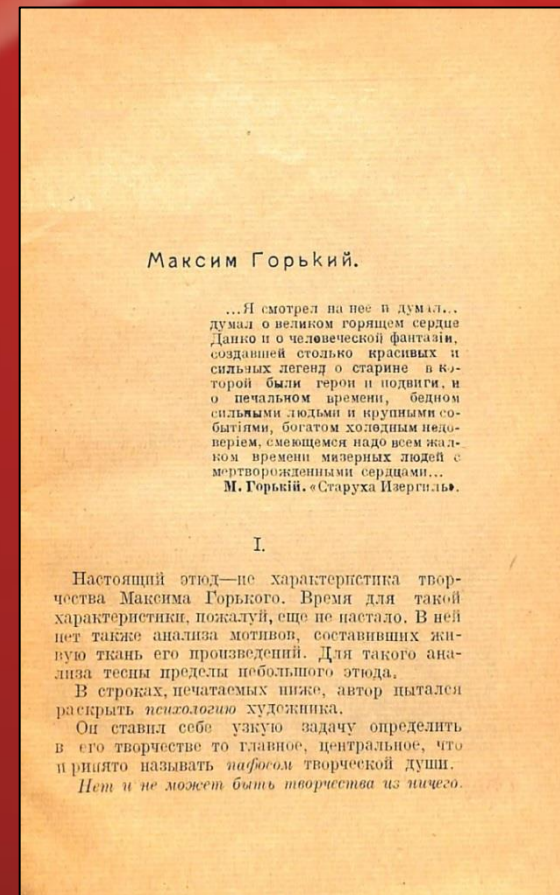 Максим Горький.
...Я смотрел на нее и думал...
думал о великом горящем сердце
Данко и о человеческой фантазіи,
создавшей столько красивых и
сильных легенд о старине в ко-
торой были герои и подвиги, и
о печальном времени, бедном
сильными людьми и крупными со-
бытіями, богатом холодным недо-
веріем, смеющемся надо всем жал-
ком времени мизерных людей с
мертворожденными сердцами...
М. Горькій. «Старуха Изергиль».
I.
Настоящий этюд—не характеристика твор-
чества Максима Горького. Время для такой
характеристики, пожалуй, еще не настало. В ней
нет также анализа мотивов, составивших жи-
вую ткань его произведений. Для такого ана-
лиза тесны пределы небольшого этюда.
В строках, печатаемых ниже, автор пытался
раскрыть психологию художника.
Он ставил себе узкую задачу определить
в его творчестве то главное, центральное, что
принято называть пафосом творческой души.
Нет и не может быть творчества из ничего.